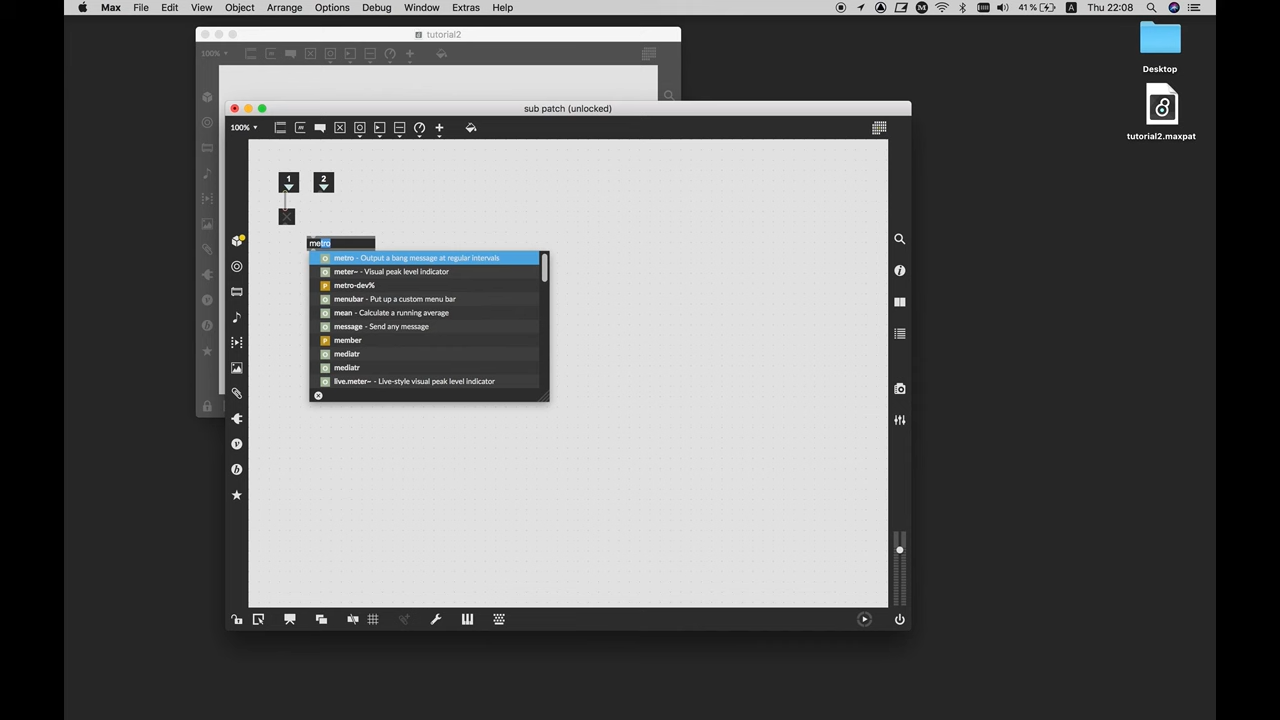 Max File Edit View Object Arrange Options Debug Window Extras Help 41% A Thu 22:08
tutorial2
100%
sub patch (unlocked)
100%
1 2
metro
metro - Output a bang message at regular intervals
meter~ - Visual peak level indicator
P metro-dev%
menubar - Put up a custom menu bar
mean - Calculate a running average
message - Send any message
P member
mediatr
mediatr
live.meter~ - Live-style visual peak level indicator
Desktop
tutorial2.maxpat